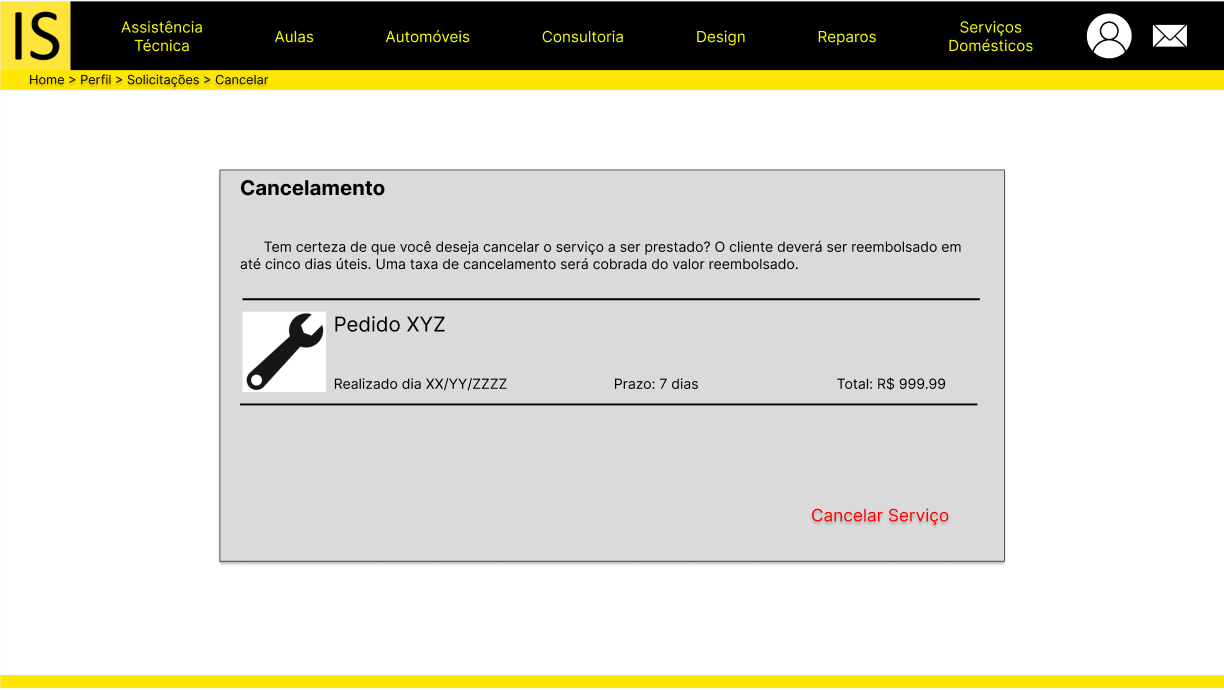 IS
Assistência
Técnica
Aulas
Automóveis
Consultoria
Design
Reparos
Serviços
Domésticos
Home > Perfil > Solicitações > Cancelar
Cancelamento
Tem certeza de que você deseja cancelar o serviço a ser prestado? O cliente deverá ser reembolsado em
até cinco dias úteis. Uma taxa de cancelamento será cobrada do valor reembolsado.
Pedido XYZ
Realizado dia XX/YY/ZZZZ
Prazo: 7 dias
Total: R$ 999.99
Cancelar Serviço